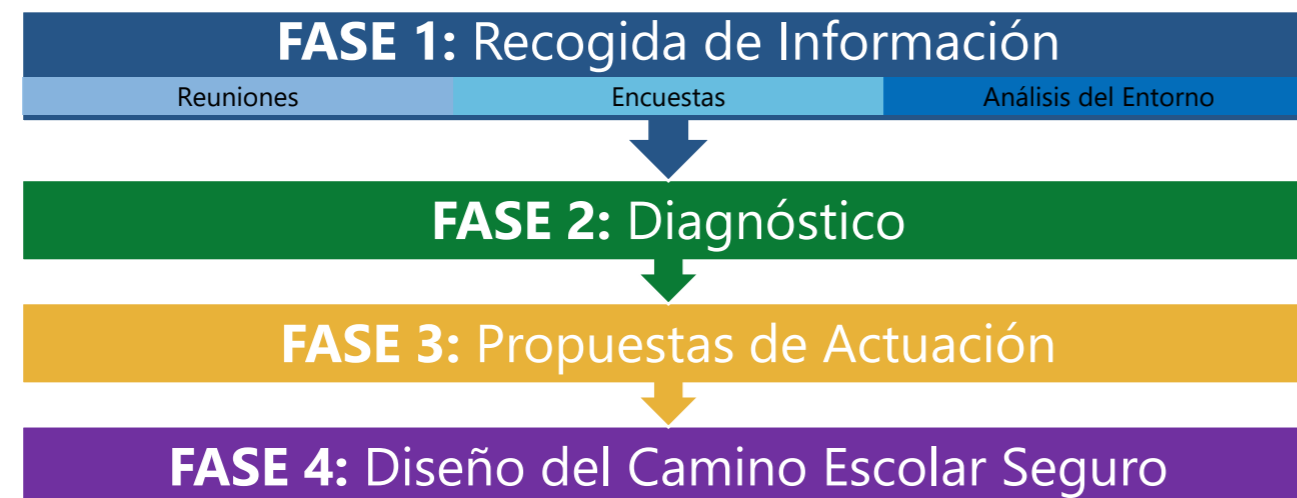 FASE 1: Recogida de Información
Reuniones Encuestas Análisis del Entorno
FASE 2: Diagnóstico
FASE 3: Propuestas de Actuación
FASE 4: Diseño del Camino Escolar Seguro